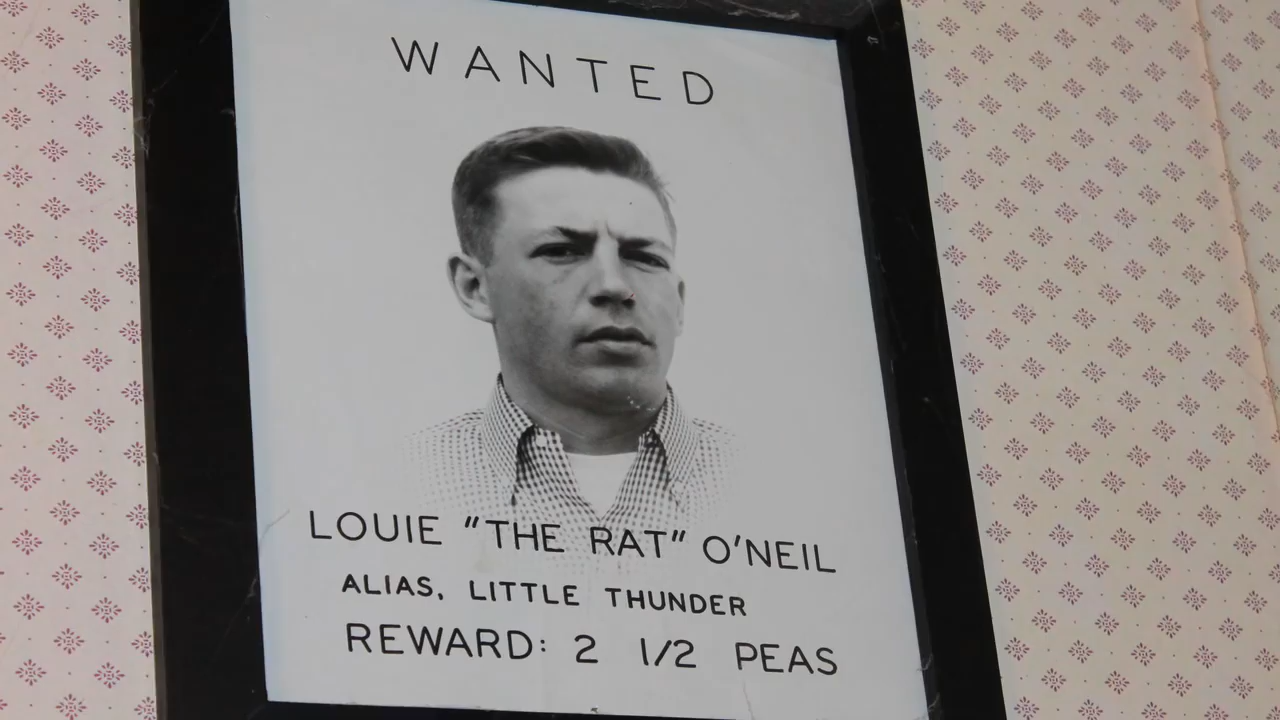 WANTED
LOUIE "THE RAT" O'NEIL
ALIAS, LITTLE THUNDER
REWARD: 2 1/2 PEAS